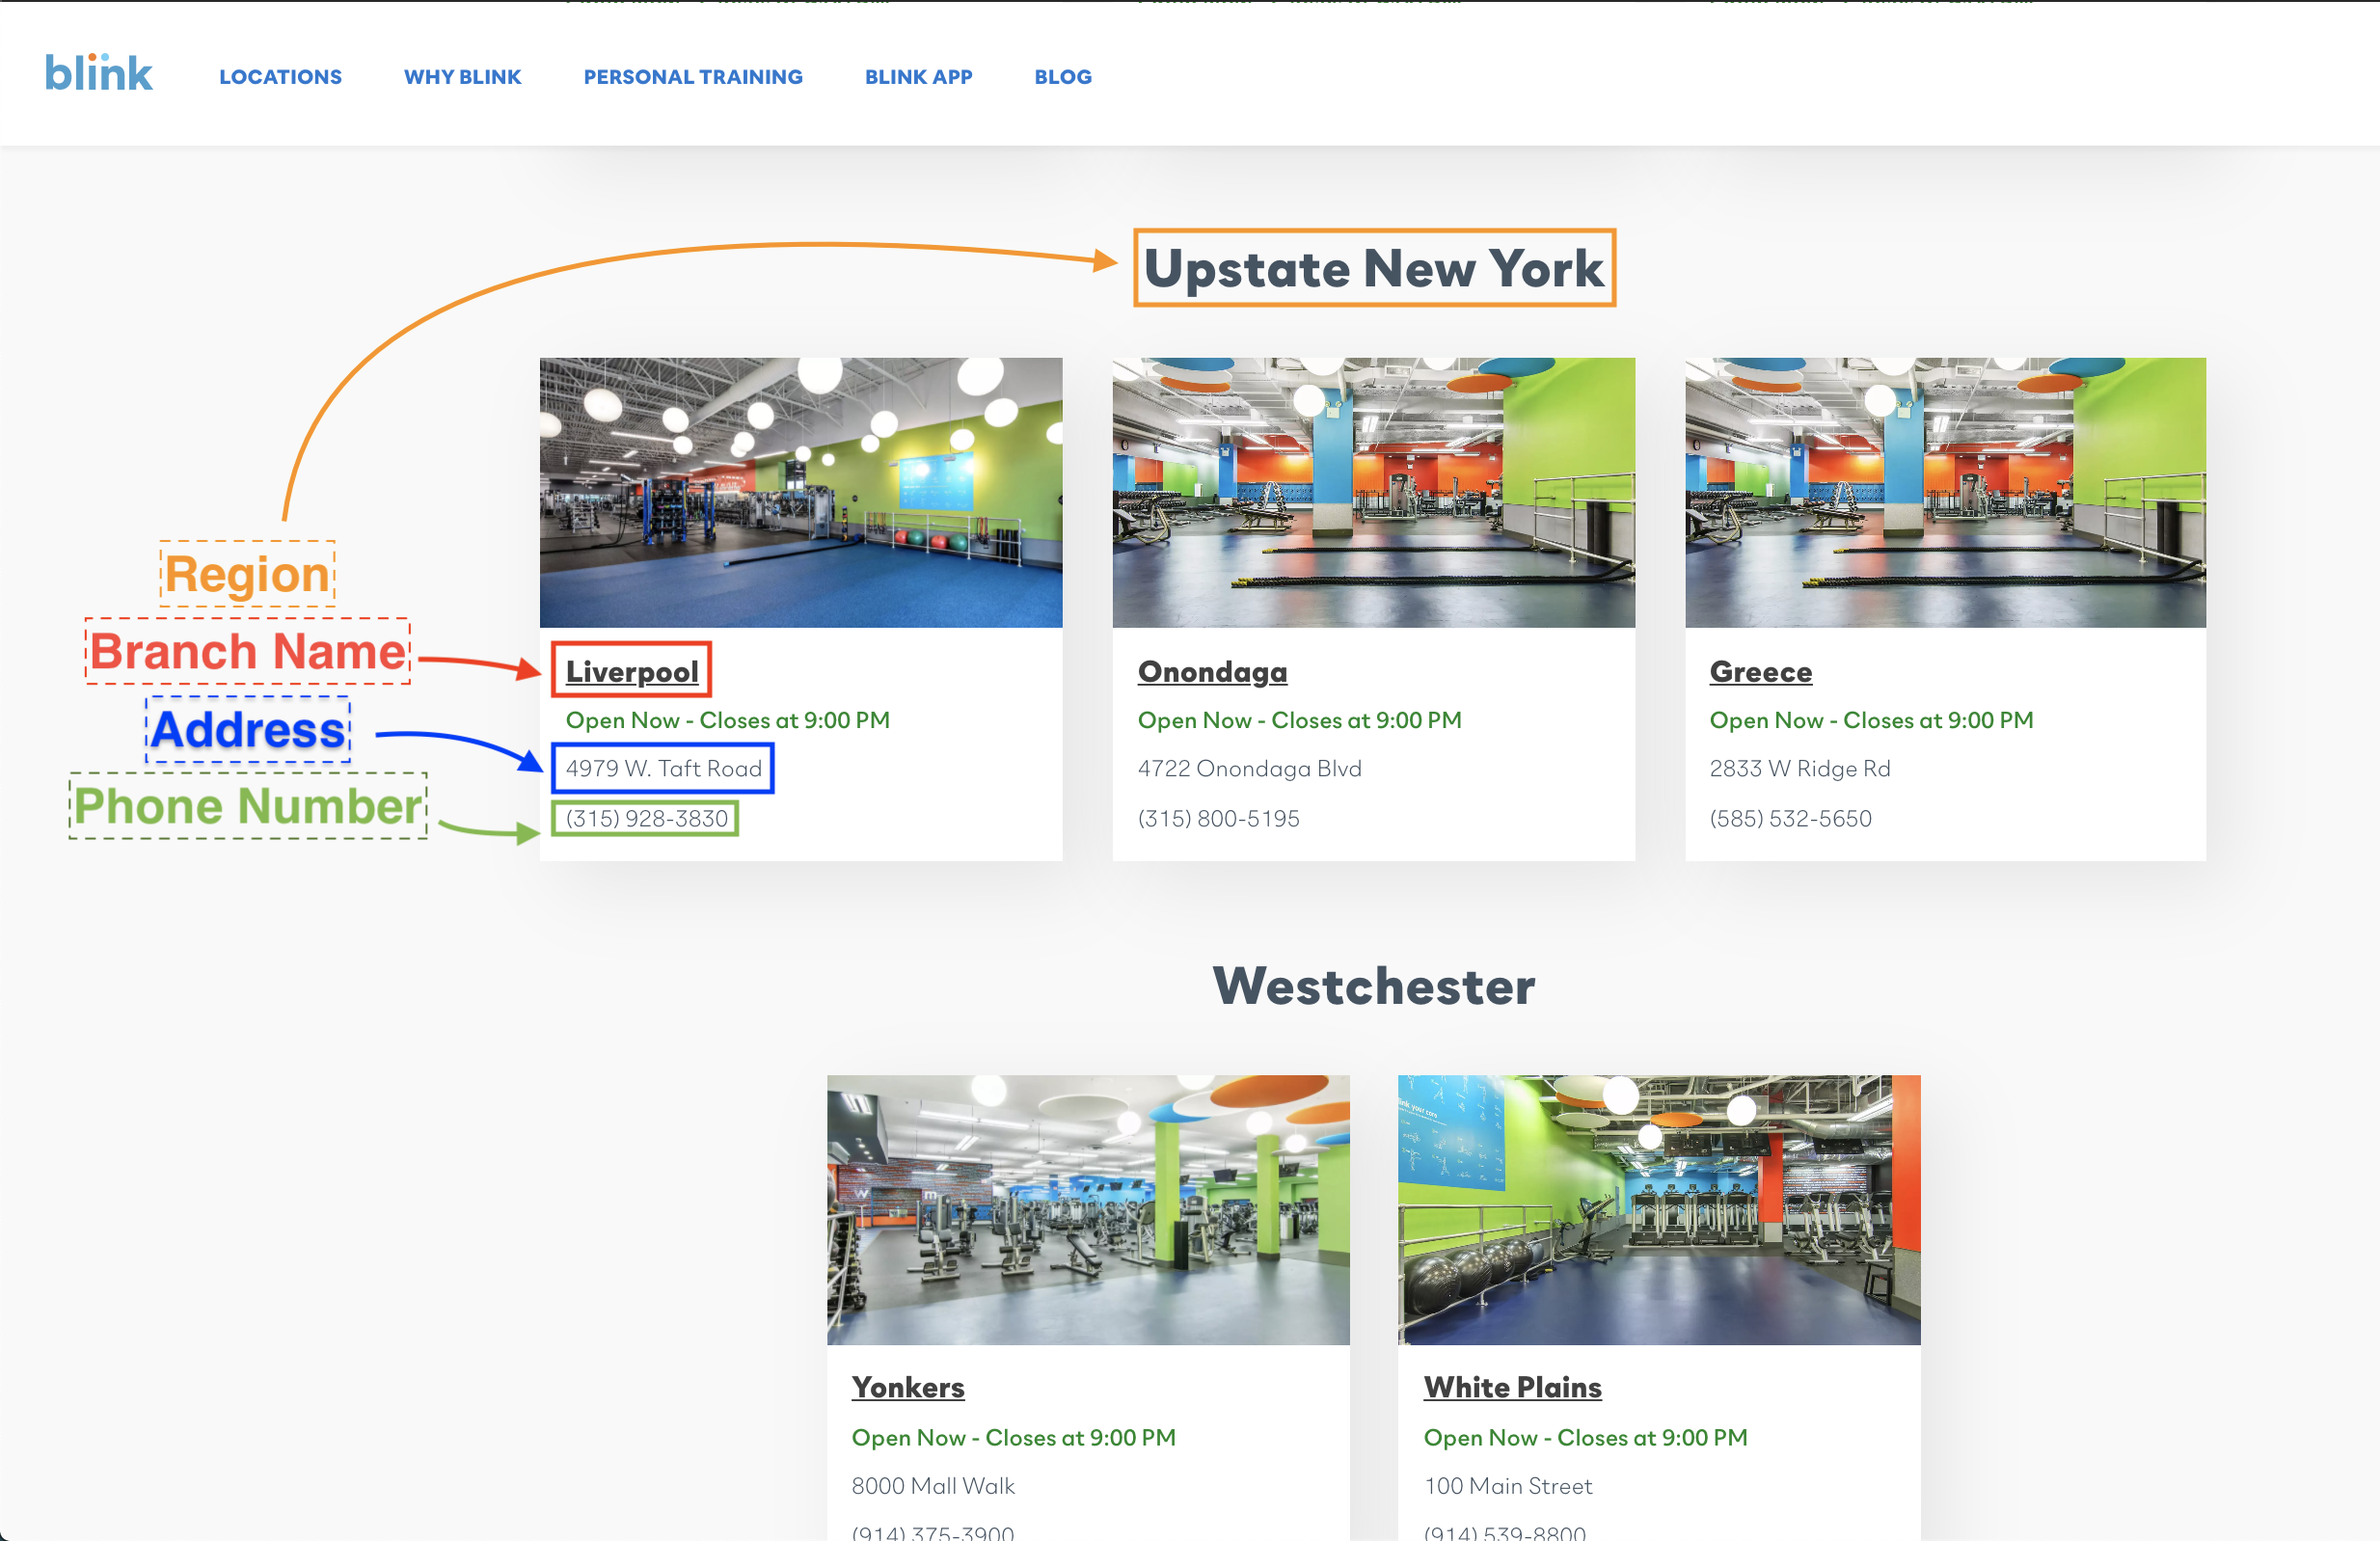 blink
LOCATIONS
WHY BLINK
PERSONAL TRAINING
BLINK APP
BLOG
Upstate New York
Region
Branch Name
Address
Phone Number
Liverpool
Open Now - Closes at 9:00 PM
4979 W. Taft Road
(315) 928-3830
Onondaga
Open Now - Closes at 9:00 PM
4722 Onondaga Blvd
(315) 800-5195
Greece
Open Now - Closes at 9:00 PM
2833 W Ridge Rd
(585) 532-5650
Westchester
Yonkers
Open Now - Closes at 9:00 PM
8000 Mall Walk
(914) 375-3900
White Plains
Open Now - Closes at 9:00 PM
100 Main Street
(914) 539-8800